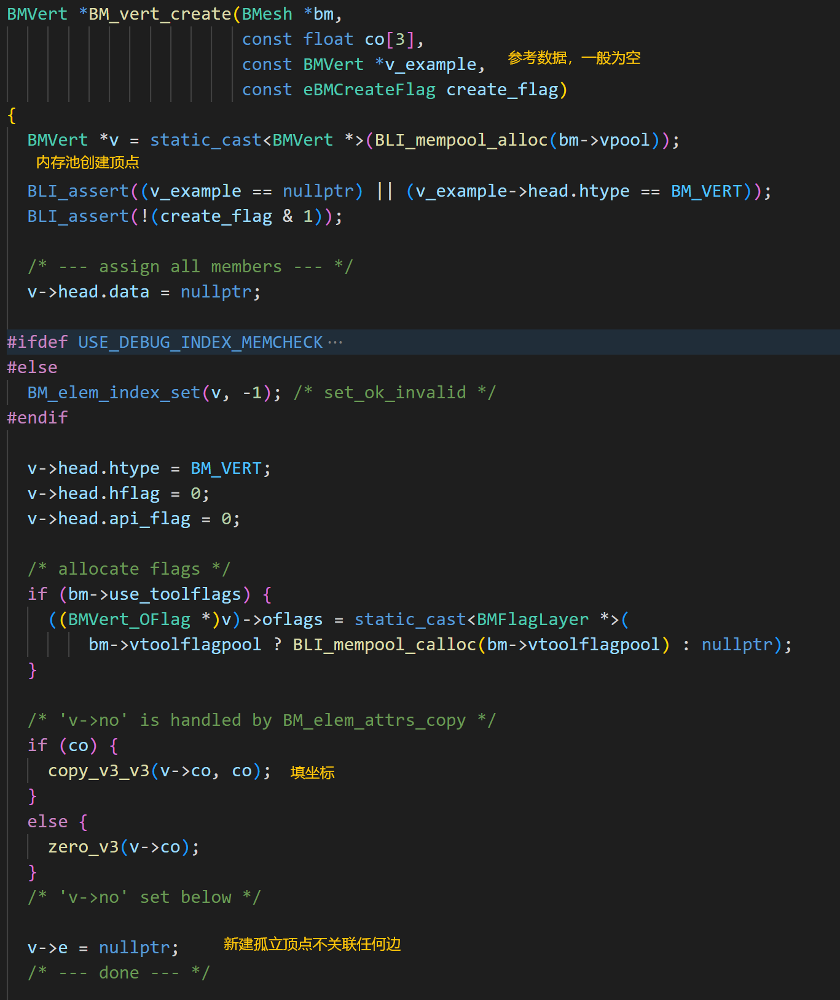 BMVert *BM_vert_create(BMesh *bm,
const float co[3],
const BMVert *v_example, 参考数据，一般为空
const eBMCreateFlag create_flag)
{
BMVert *v = static_cast<BMVert *>(BLI_mempool_alloc(bm->vpool));
内存池创建顶点
BLI_assert((v_example == nullptr) || (v_example->head.htype == BM_VERT));
BLI_assert(!(create_flag & 1));
/* --- assign all members --- */
v->head.data = nullptr;
#ifdef USE_DEBUG_INDEX_MEMCHECK ···
#else
BM_elem_index_set(v, -1); /* set_ok_invalid */
#endif
v->head.htype = BM_VERT;
v->head.hflag = 0;
v->head.api_flag = 0;
/* allocate flags */
if (bm->use_toolflags) {
((BMVert_OFlag *)v)->oflags = static_cast<BMFlagLayer *>(
bm->vtoolflagpool ? BLI_mempool_calloc(bm->vtoolflagpool) : nullptr);
}
/* 'v->no' is handled by BM_elem_attrs_copy */
if (co) {
copy_v3_v3(v->co, co); 填坐标
}
else {
zero_v3(v->co);
}
/* 'v->no' set below */
v->e = nullptr; 新建孤立顶点不关联任何边
/* --- done --- */